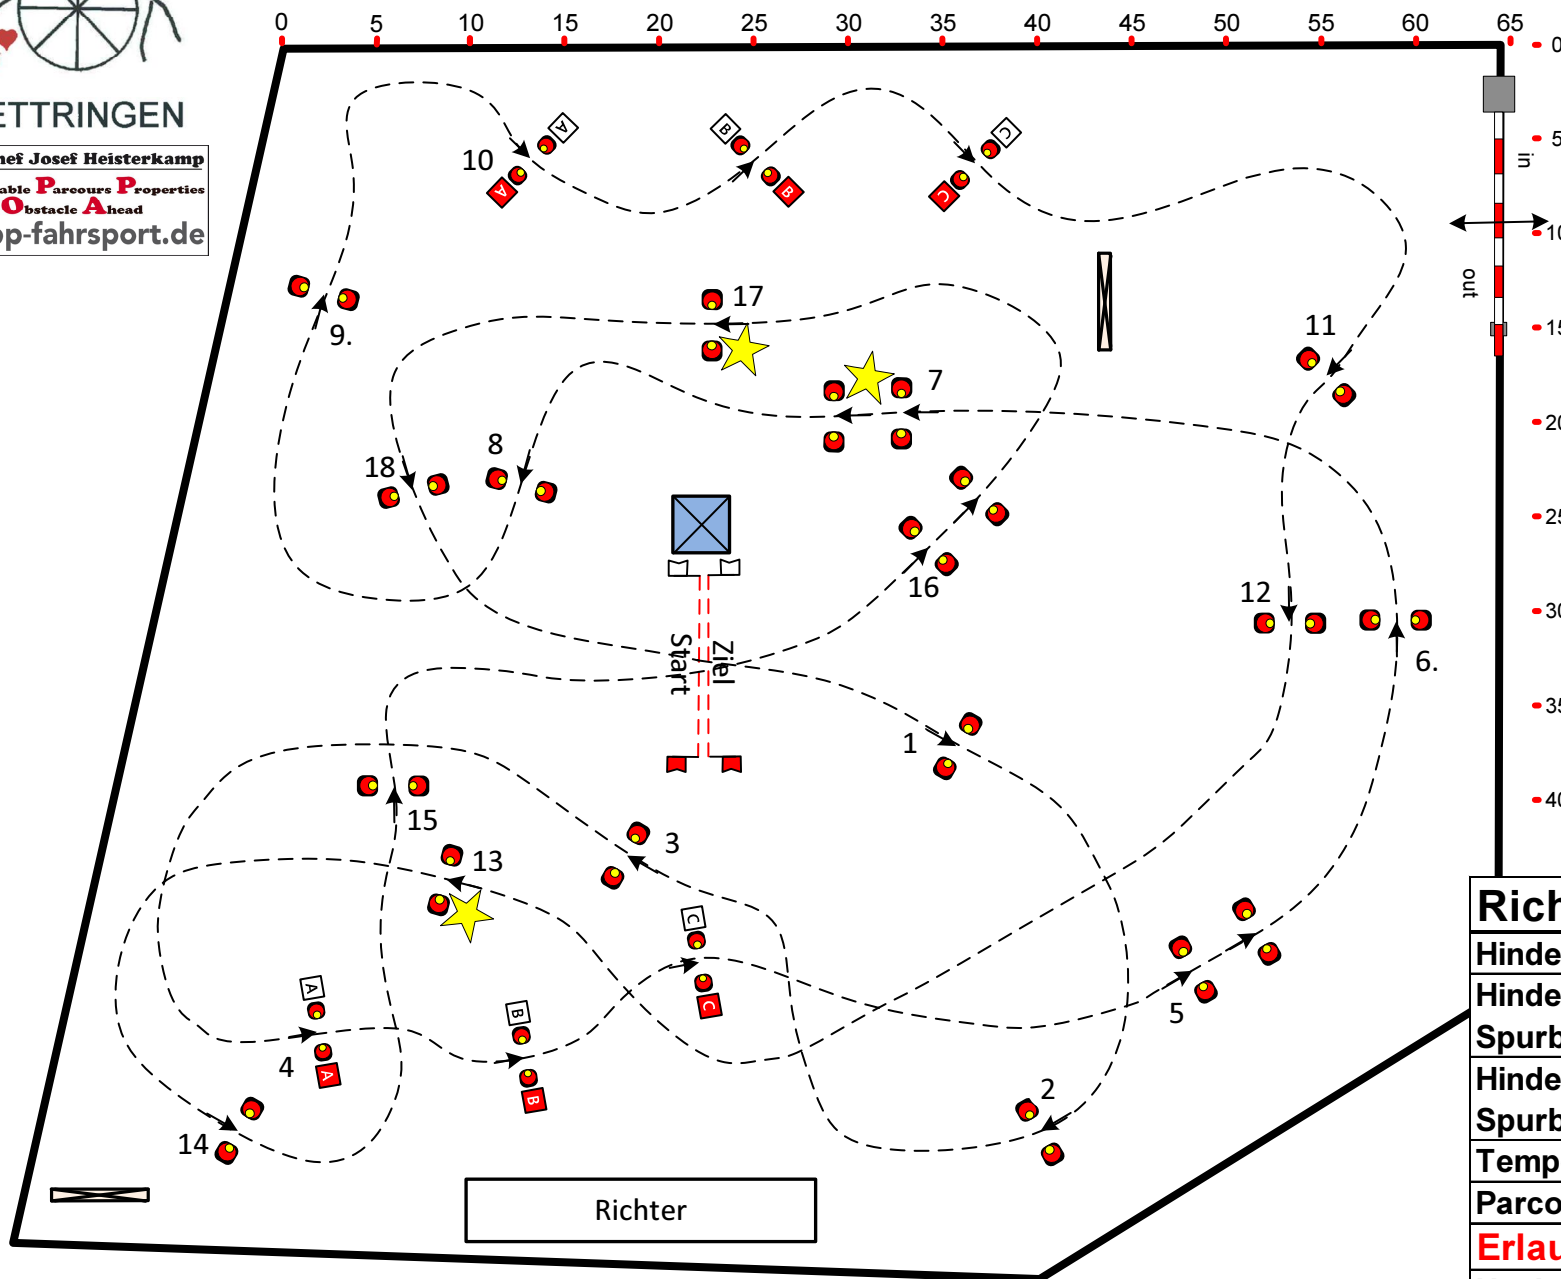 0 5 10 15 20 25 30 35 40 45 50 55 60 65
0
ETTRINGEN
hef Josef Heisterkamp
able Parcours Properties
Obstacle Ahead
pp-fahrsport.de
A B C
10
A B C
5
in
10
out
9.
17
15
11
7
20
8
18
25
16
12
30
6.
Start
Ziel
35
1
15
40
3
13
C
A
B
C
5
4
A
B
2
14
Richter
Rich
Hinde
Hinde
Spurb
Hinde
Spurb
Temp
Parco
Erlau